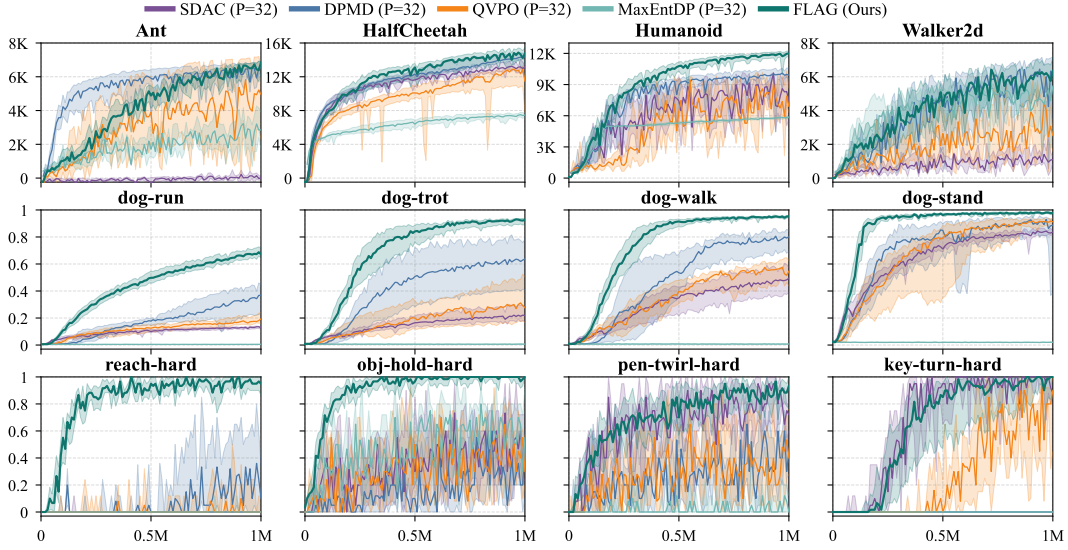 SDAC (P=32) DPMD (P=32) QVPO (P=32) MaxEntDP (P=32) FLAG (Ours)
Ant HalfCheetah Humanoid Walker2d
8K 16K 12K 8K
6K 12K 9K 6K
4K 8K 6K 4K
2K 4K 3K 2K
0 0 0 0
dog-run dog-trot dog-walk dog-stand
1
0.8
0.6
0.4
0.2
0
reach-hard obj-hold-hard pen-twirl-hard key-turn-hard
1
0.8
0.6
0.4
0.2
0
0 0.5M 1M 0 0.5M 1M 0 0.5M 1M 0 0.5M 1M